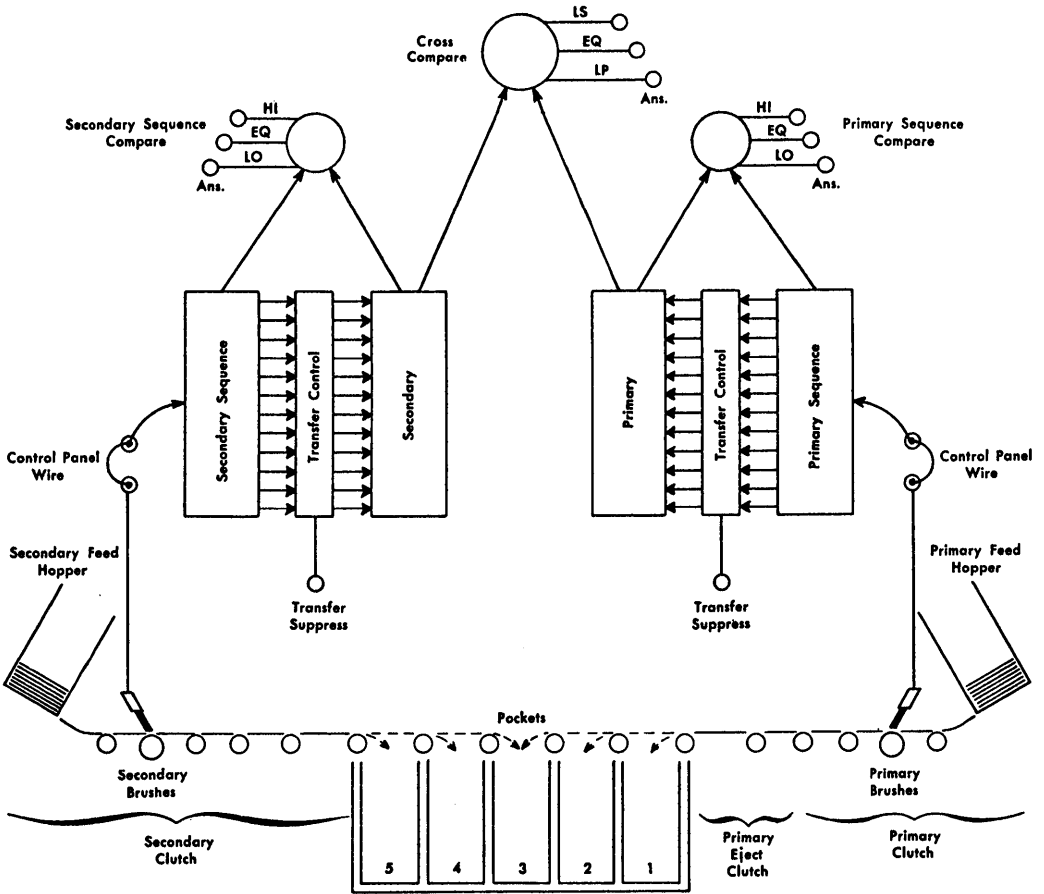 LS
Cross
Compare
EQ
LP
Ans.
HI
Secondary Sequence
Compare
EQ
LO
Ans.
HI
EQ
Primary Sequence
Compare
LO
Ans.
Secondary Sequence
Transfer Control
Secondary
Primary
Transfer Control
Primary Sequence
Control Panel
Wire
Control Panel
Wire
Secondary Feed
Hopper
Transfer
Suppress
Transfer
Suppress
Primary Feed
Hopper
Pockets
Secondary
Brushes
Primary
Brushes
Secondary
Clutch
5 4 3 2 1
Primary
Eject
Clutch
Primary
Clutch